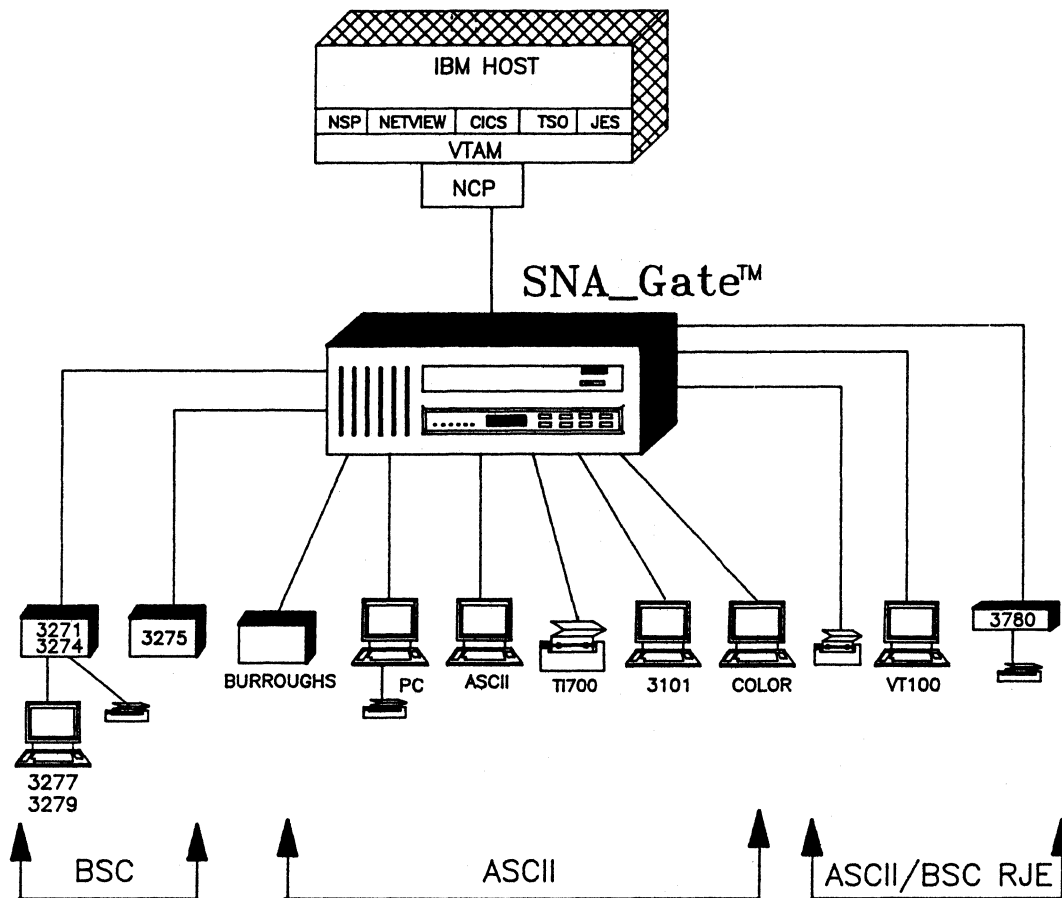 IBM HOST
NSP NETVIEW CICS TSO JES
VTAM
NCP
SNA_Gate™
3271
3274
3275
3780
BURROUGHS
PC
ASCII
TI700
3101
COLOR
VT100
3277
3279
BSC
ASCII
ASCII/BSC RJE